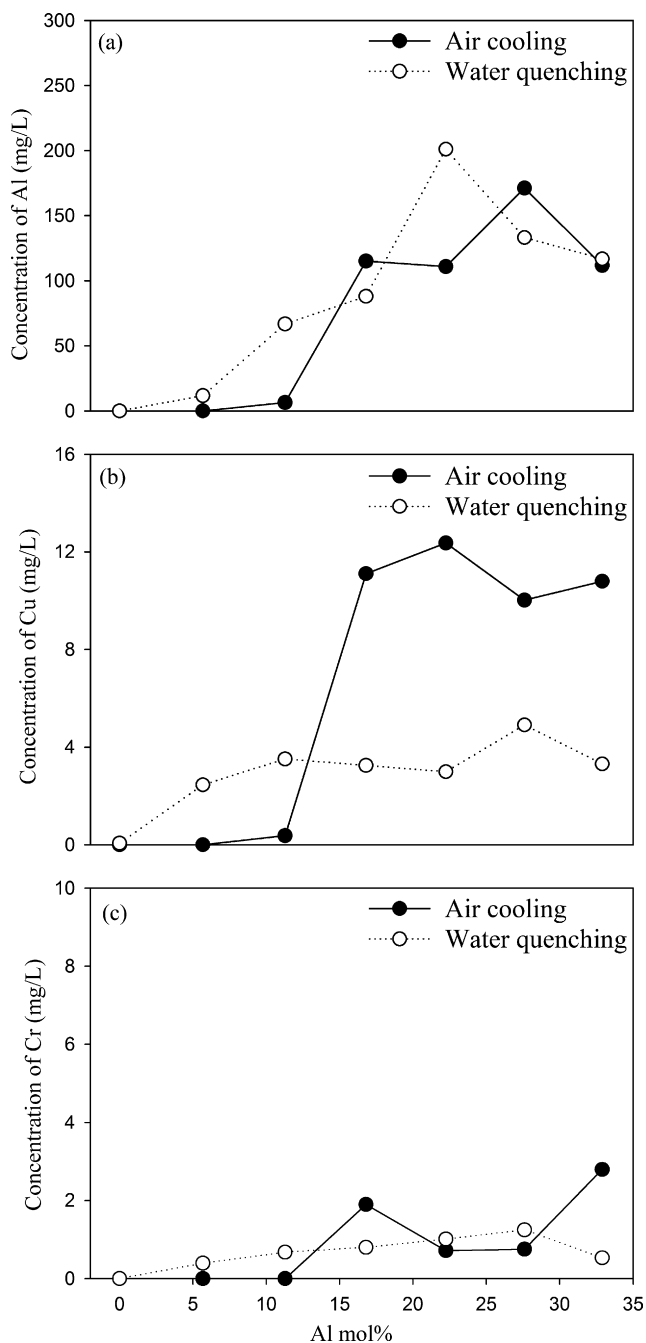 300
(a)
Air cooling
Water quenching
250
200
150
100
50
0
Concentration of Al (mg/L)
16
(b)
Air cooling
Water quenching
12
8
4
0
Concentration of Cu (mg/L)
10
(c)
Air cooling
Water quenching
8
6
4
2
0
Concentration of Cr (mg/L)
0 5 10 15 20 25 30 35
Al mol%